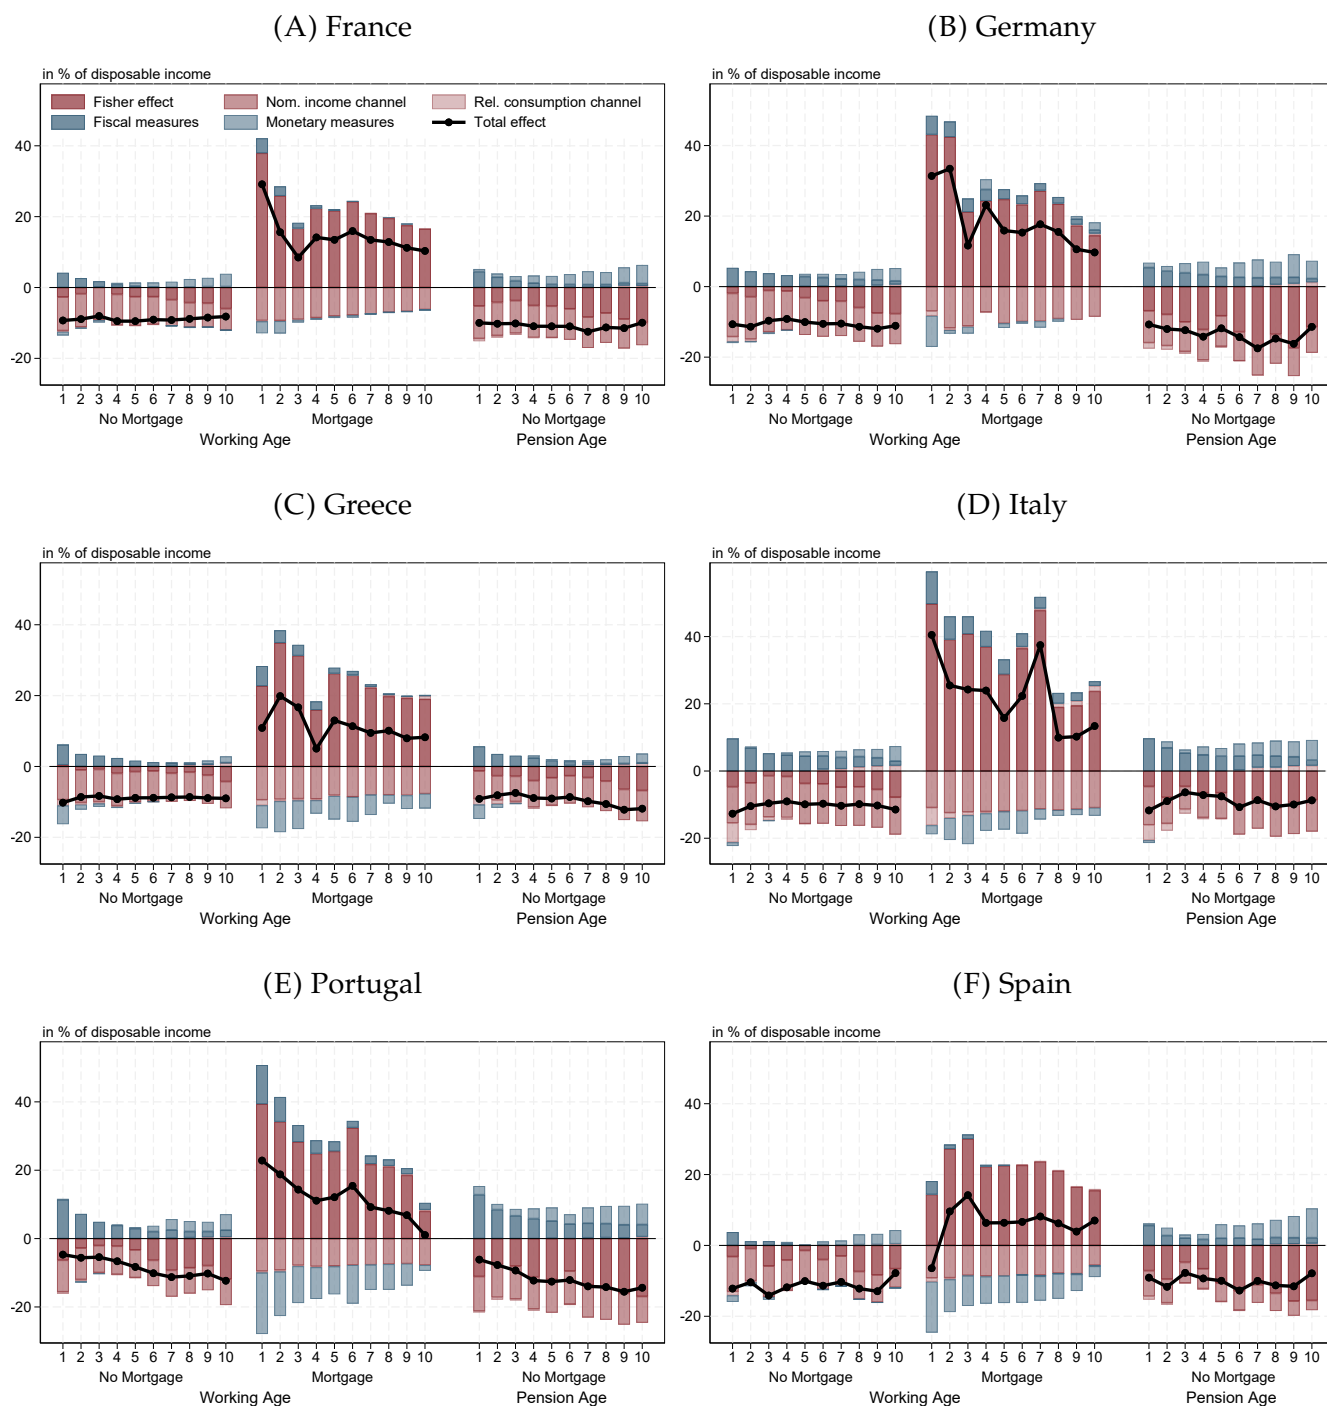 (A) France
(B) Germany
in % of disposable income
in % of disposable income
Fisher effect
Nom. income channel
Rel. consumption channel
Fiscal measures
Monetary measures
Total effect
40
20
0
-20
1 2 3 4 5 6 7 8 9 10
1 2 3 4 5 6 7 8 9 10
1 2 3 4 5 6 7 8 9 10
No Mortgage
Mortgage
No Mortgage
Working Age
Pension Age
40
20
0
-20
1 2 3 4 5 6 7 8 9 10
1 2 3 4 5 6 7 8 9 10
1 2 3 4 5 6 7 8 9 10
No Mortgage
Mortgage
No Mortgage
Working Age
Pension Age
(C) Greece
(D) Italy
in % of disposable income
in % of disposable income
40
20
0
-20
1 2 3 4 5 6 7 8 9 10
1 2 3 4 5 6 7 8 9 10
1 2 3 4 5 6 7 8 9 10
No Mortgage
Mortgage
No Mortgage
Working Age
Pension Age
40
20
0
-20
1 2 3 4 5 6 7 8 9 10
1 2 3 4 5 6 7 8 9 10
1 2 3 4 5 6 7 8 9 10
No Mortgage
Mortgage
No Mortgage
Working Age
Pension Age
(E) Portugal
(F) Spain
in % of disposable income
in % of disposable income
40
20
0
-20
1 2 3 4 5 6 7 8 9 10
1 2 3 4 5 6 7 8 9 10
1 2 3 4 5 6 7 8 9 10
No Mortgage
Mortgage
No Mortgage
Working Age
Pension Age
40
20
0
-20
1 2 3 4 5 6 7 8 9 10
1 2 3 4 5 6 7 8 9 10
1 2 3 4 5 6 7 8 9 10
No Mortgage
Mortgage
No Mortgage
Working Age
Pension Age